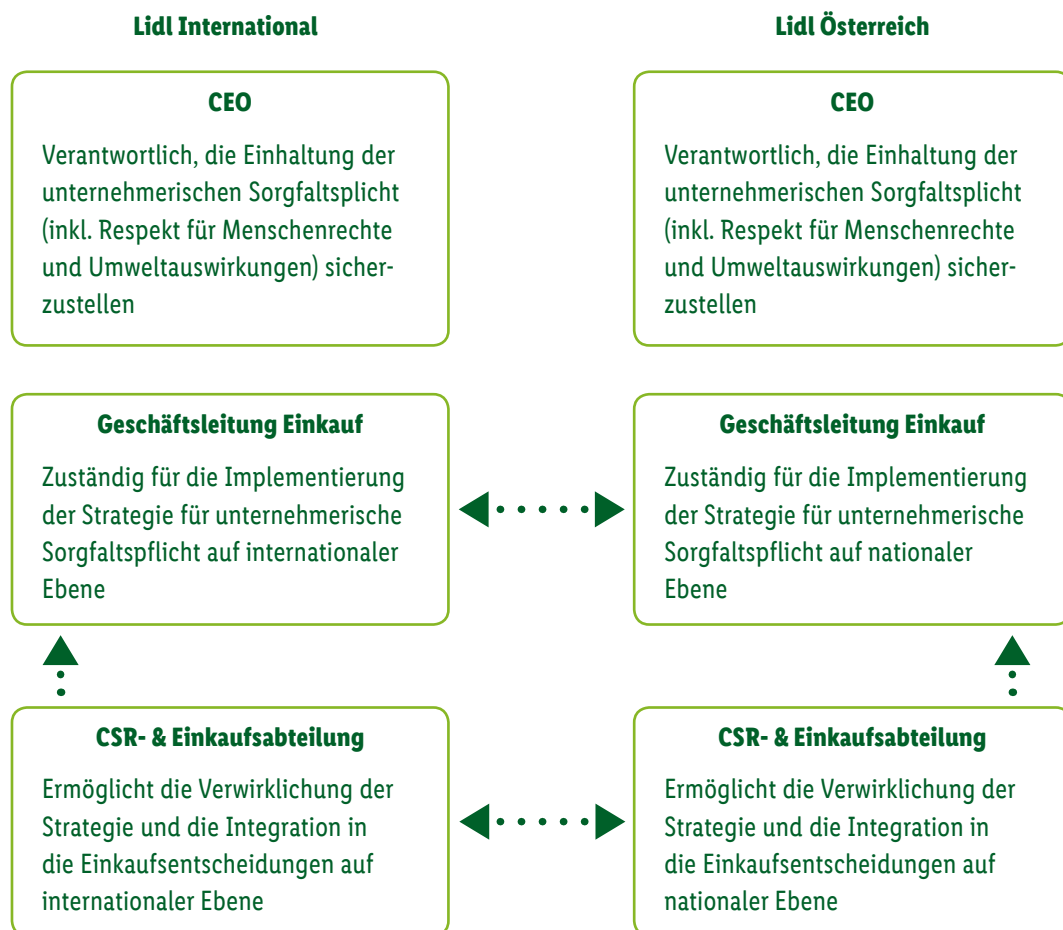 Lidl International
Lidl Österreich
CEO
Verantwortlich, die Einhaltung der
unternehmerischen Sorgfaltsplicht
(inkl. Respekt für Menschenrechte
und Umweltauswirkungen) sicher-
zustellen
CEO
Verantwortlich, die Einhaltung der
unternehmerischen Sorgfaltsplicht
(inkl. Respekt für Menschenrechte
und Umweltauswirkungen) sicher-
zustellen
Geschäftsleitung Einkauf
Zuständig für die Implementierung
der Strategie für unternehmerische
Sorgfaltspflicht auf internationaler
Ebene
Geschäftsleitung Einkauf
Zuständig für die Implementierung
der Strategie für unternehmerische
Sorgfaltspflicht auf nationaler
Ebene
CSR- & Einkaufsabteilung
Ermöglicht die Verwirklichung der
Strategie und die Integration in
die Einkaufsentscheidungen auf
internationaler Ebene
CSR- & Einkaufsabteilung
Ermöglicht die Verwirklichung der
Strategie und die Integration in
die Einkaufsentscheidungen auf
nationaler Ebene